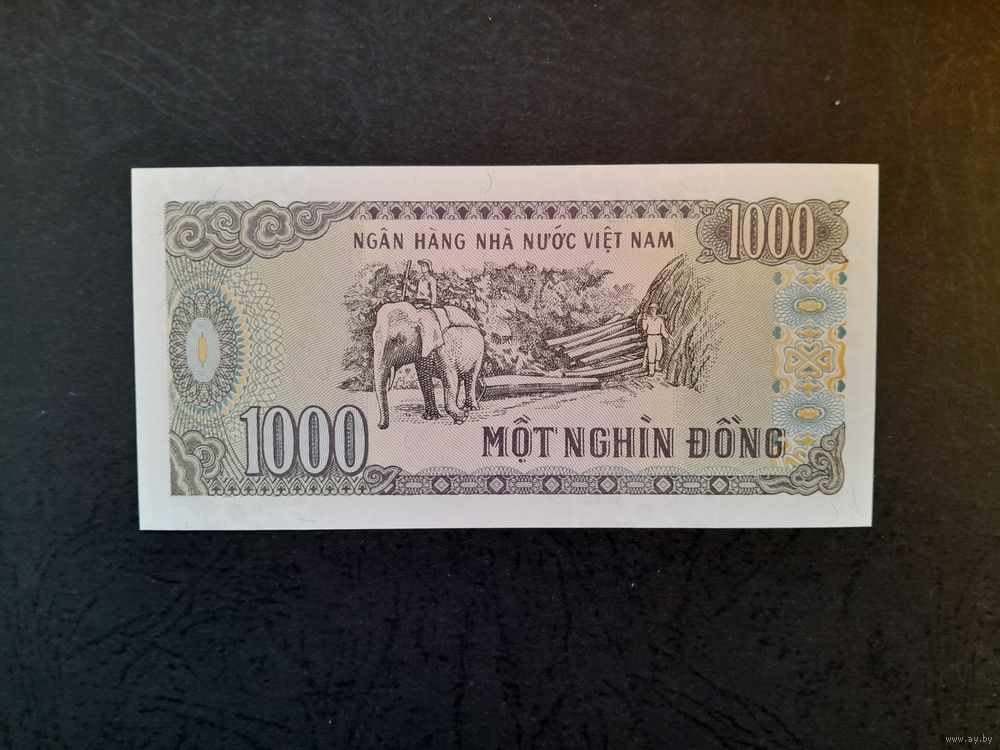 NGÂN HÀNG NHÀ NƯỚC VIỆT NAM
1000
1000
MỘT NGHÌN ĐỒNG
www.ay.by